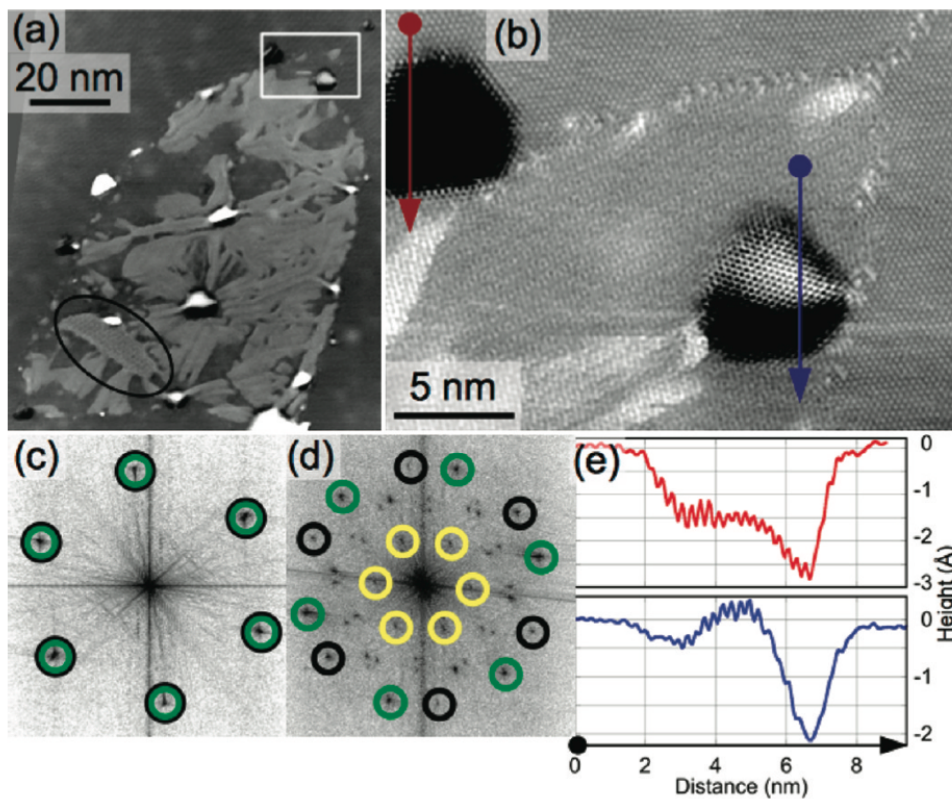 (a)
20 nm
(b)
5 nm
(c)
(d)
(e)
0
-1
-2
-3
Height (Å)
0
-1
-2
0
2
4
6
8
Distance (nm)